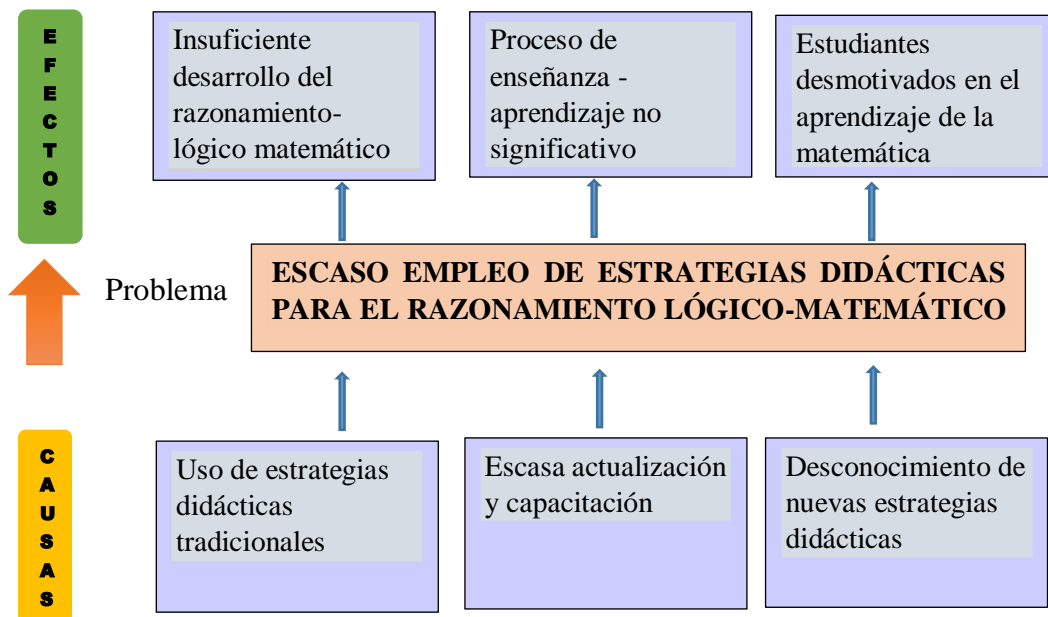 EFECTOS
Insuficiente
desarrollo del
razonamiento-
lógico matemático
Proceso de
enseñanza -
aprendizaje no
significativo
Estudiantes
desmotivados en el
aprendizaje de la
matemática
Problema
ESCASO EMPLEO DE ESTRATEGIAS DIDÁCTICAS
PARA EL RAZONAMIENTO LÓGICO-MATEMÁTICO
CAUSAS
Uso de estrategias
didácticas
tradicionales
Escasa actualización
y capacitación
Desconocimiento de
nuevas estrategias
didácticas